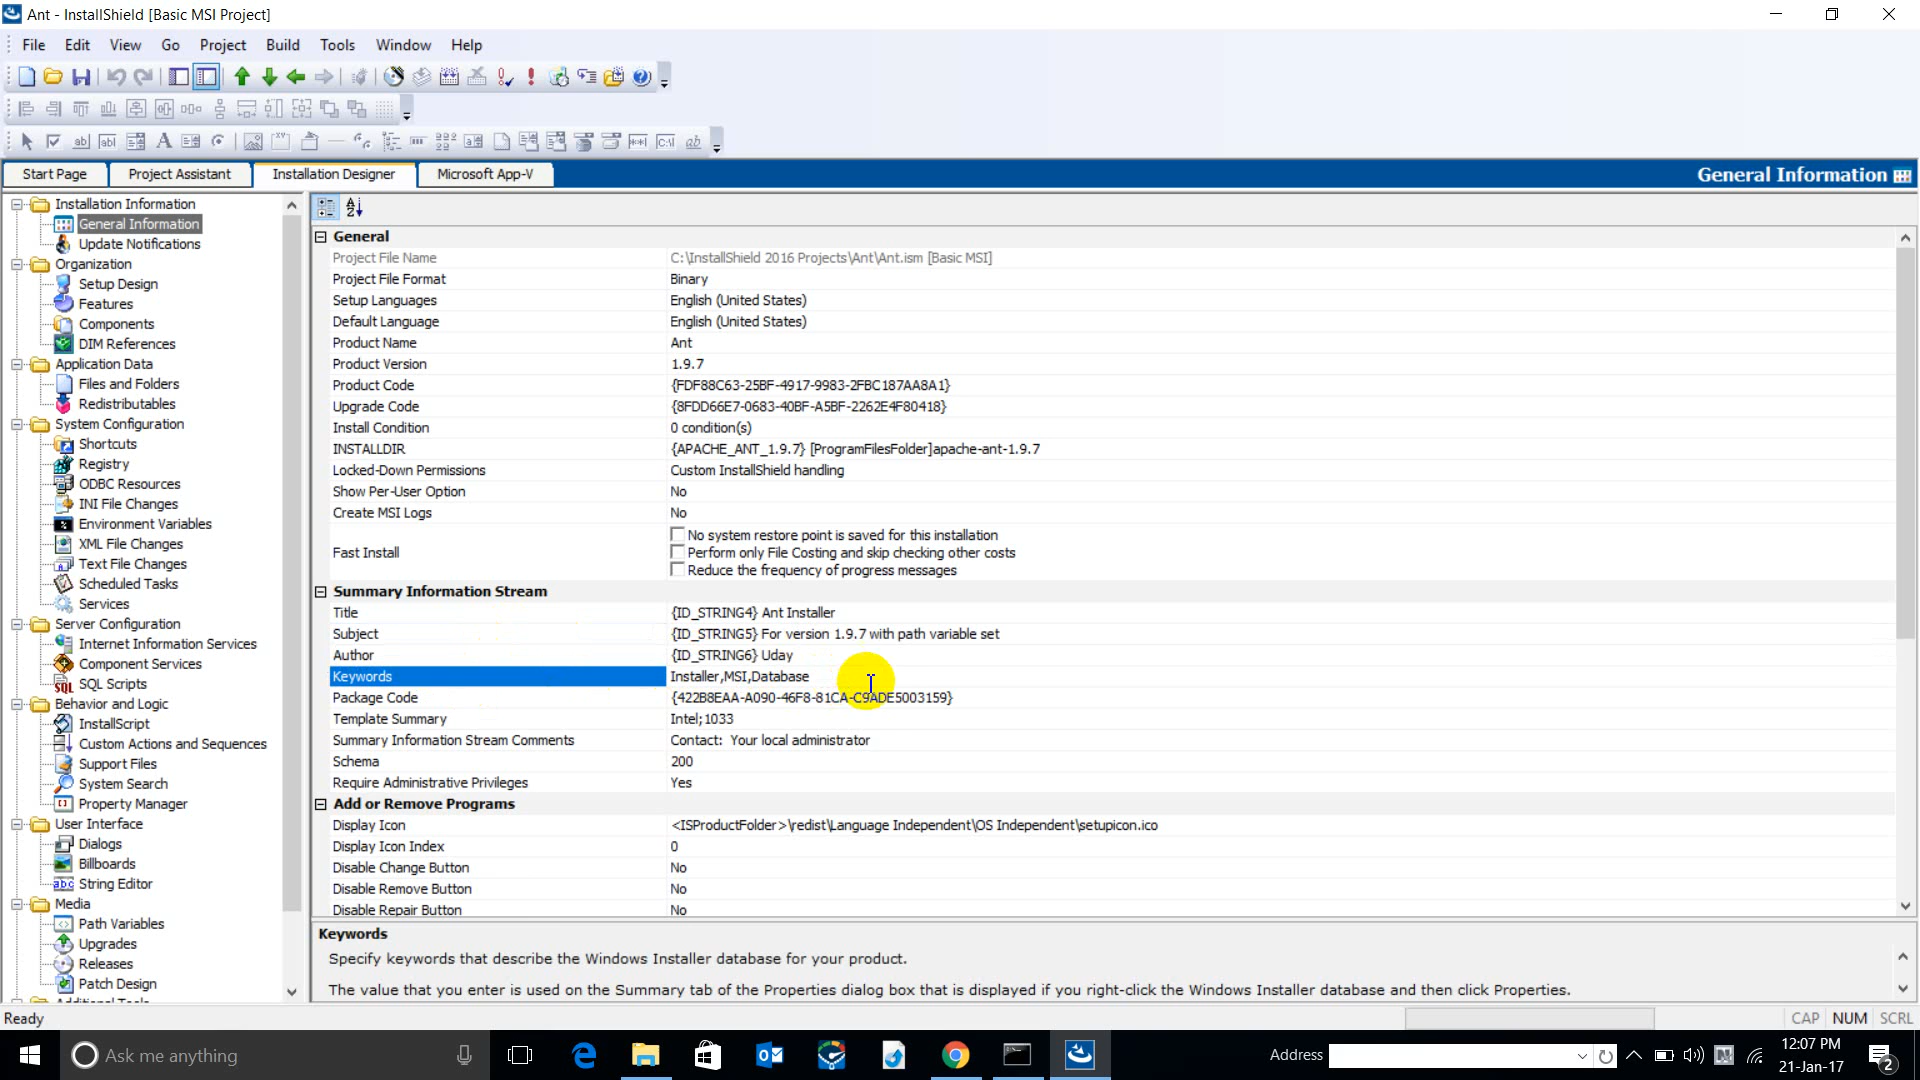 Ant - InstallShield [Basic MSI Project]
File Edit View Go Project Build Tools Window Help
Start Page Project Assistant Installation Designer Microsoft App-V General Information
Installation Information
General Information
Update Notifications
Organization
Setup Design
Features
Components
DIM References
Application Data
Files and Folders
Redistributables
System Configuration
Shortcuts
Registry
ODBC Resources
INI File Changes
Environment Variables
XML File Changes
Text File Changes
Scheduled Tasks
Services
Server Configuration
Internet Information Services
Component Services
SQL Scripts
Behavior and Logic
InstallScript
Custom Actions and Sequences
Support Files
System Search
Property Manager
User Interface
Dialogs
Billboards
String Editor
Media
Path Variables
Upgrades
Releases
Patch Design
General
Project File Name C:\InstallShield 2016 Projects\Ant\Ant.ism [Basic MSI]
Project File Format Binary
Setup Languages English (United States)
Default Language English (United States)
Product Name Ant
Product Version 1.9.7
Product Code {FDF88C63-25BF-4917-9983-2FBC187AA8A1}
Upgrade Code {8FDD66E7-0683-40BF-A5BF-2262E4F80418}
Install Condition 0 condition(s)
INSTALLDIR {APACHE_ANT_1.9.7} [ProgramFilesFolder]apache-ant-1.9.7
Locked-Down Permissions Custom InstallShield handling
Show Per-User Option No
Create MSI Logs No
No system restore point is saved for this installation
Fast Install Perform only File Costing and skip checking other costs
Reduce the frequency of progress messages
Summary Information Stream
Title {ID_STRING4} Ant Installer
Subject {ID_STRING5} For version 1.9.7 with path variable set
Author {ID_STRING6} Uday
Keywords Installer,MSI,Database
Package Code {422B8EAA-A090-46F8-81CA-C9ADE5003159}
Template Summary Intel;1033
Summary Information Stream Comments Contact: Your local administrator
Schema 200
Require Administrative Privileges Yes
Add or Remove Programs
Display Icon <ISProductFolder>\redist\Language Independent\OS Independent\setupicon.ico
Display Icon Index 0
Disable Change Button No
Disable Remove Button No
Disable Repair Button No
Keywords
Specify keywords that describe the Windows Installer database for your product.
The value that you enter is used on the Summary tab of the Properties dialog box that is displayed if you right-click the Windows Installer database and then click Properties.
Ready CAP NUM SCRL
Ask me anything Address 12:07 PM
21-Jan-17 2